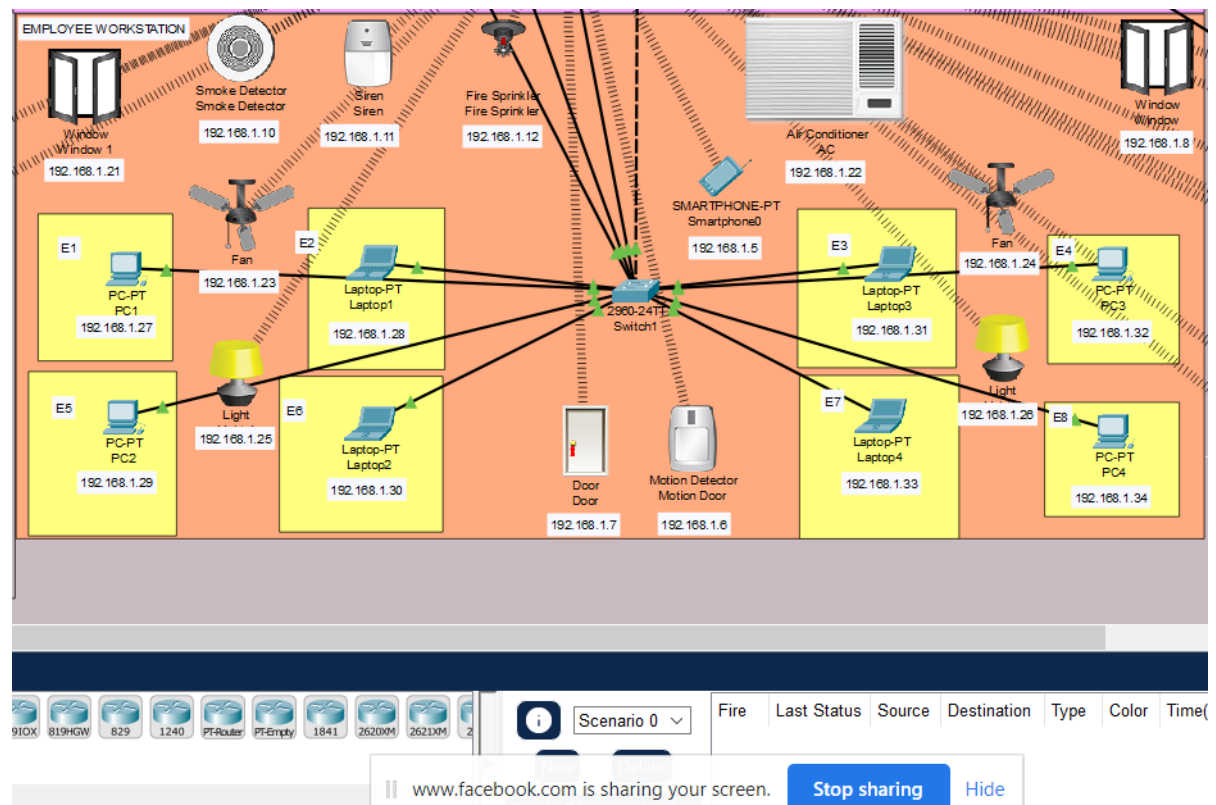 EMPLOYEE WORKSTATION
Smoke Detector
Smoke Detector
192.168.1.10
Siren
Siren
192.168.1.11
Fire Sprinkler
Fire Sprinkler
192.168.1.12
Window
Window 1
192.168.1.21
Air Conditioner
AC
192.168.1.22
Window
Window
192.168.1.8
SMARTPHONE-PT
Smartphone0
192.168.1.5
Fan
192.168.1.23
Fan
192.168.1.24
E1
PC-PT
PC1
192.168.1.27
E2
Laptop-PT
Laptop1
192.168.1.28
2960-24TT
Switch1
E3
Laptop-PT
Laptop3
192.168.1.31
E4
PC-PT
PC3
192.168.1.32
E5
PC-PT
PC2
192.168.1.29
Light
192.168.1.25
E6
Laptop-PT
Laptop2
192.168.1.30
Door
Door
192.168.1.7
Motion Detector
Motion Door
192.168.1.6
E7
Laptop-PT
Laptop4
192.168.1.33
Light
192.168.1.26
E8
PC-PT
PC4
192.168.1.34
819HGW 829 1240 PT-Router PT-Empty 1841 2620XM 2621XM
Scenario 0
Fire Last Status Source Destination Type Color Time(
New Delete
www.facebook.com is sharing your screen. Stop sharing Hide